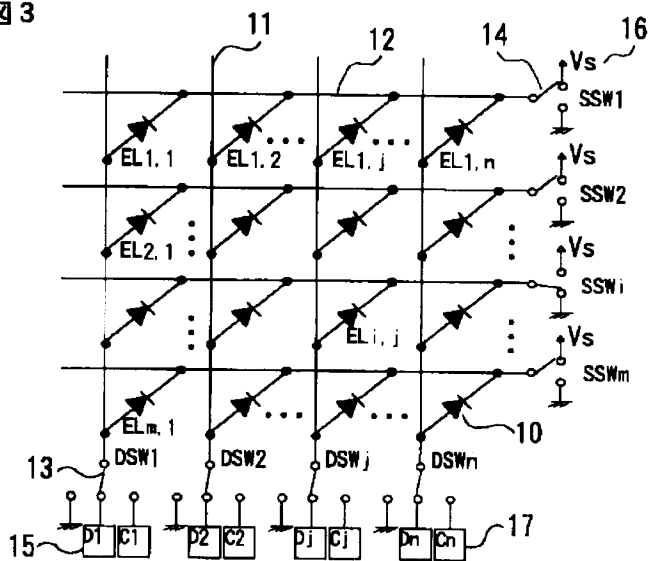 図3
11
12
14
16
Vs
SSW1
EL1,1
EL1,2
EL1,j
EL1,n
Vs
SSW2
EL2,1
Vs
SSWi
ELi,j
Vs
SSWm
ELm,1
10
13
DSW1
DSW2
DSWj
DSWn
15
D1
C1
D2
C2
Dj
Cj
Dn
Cn
17